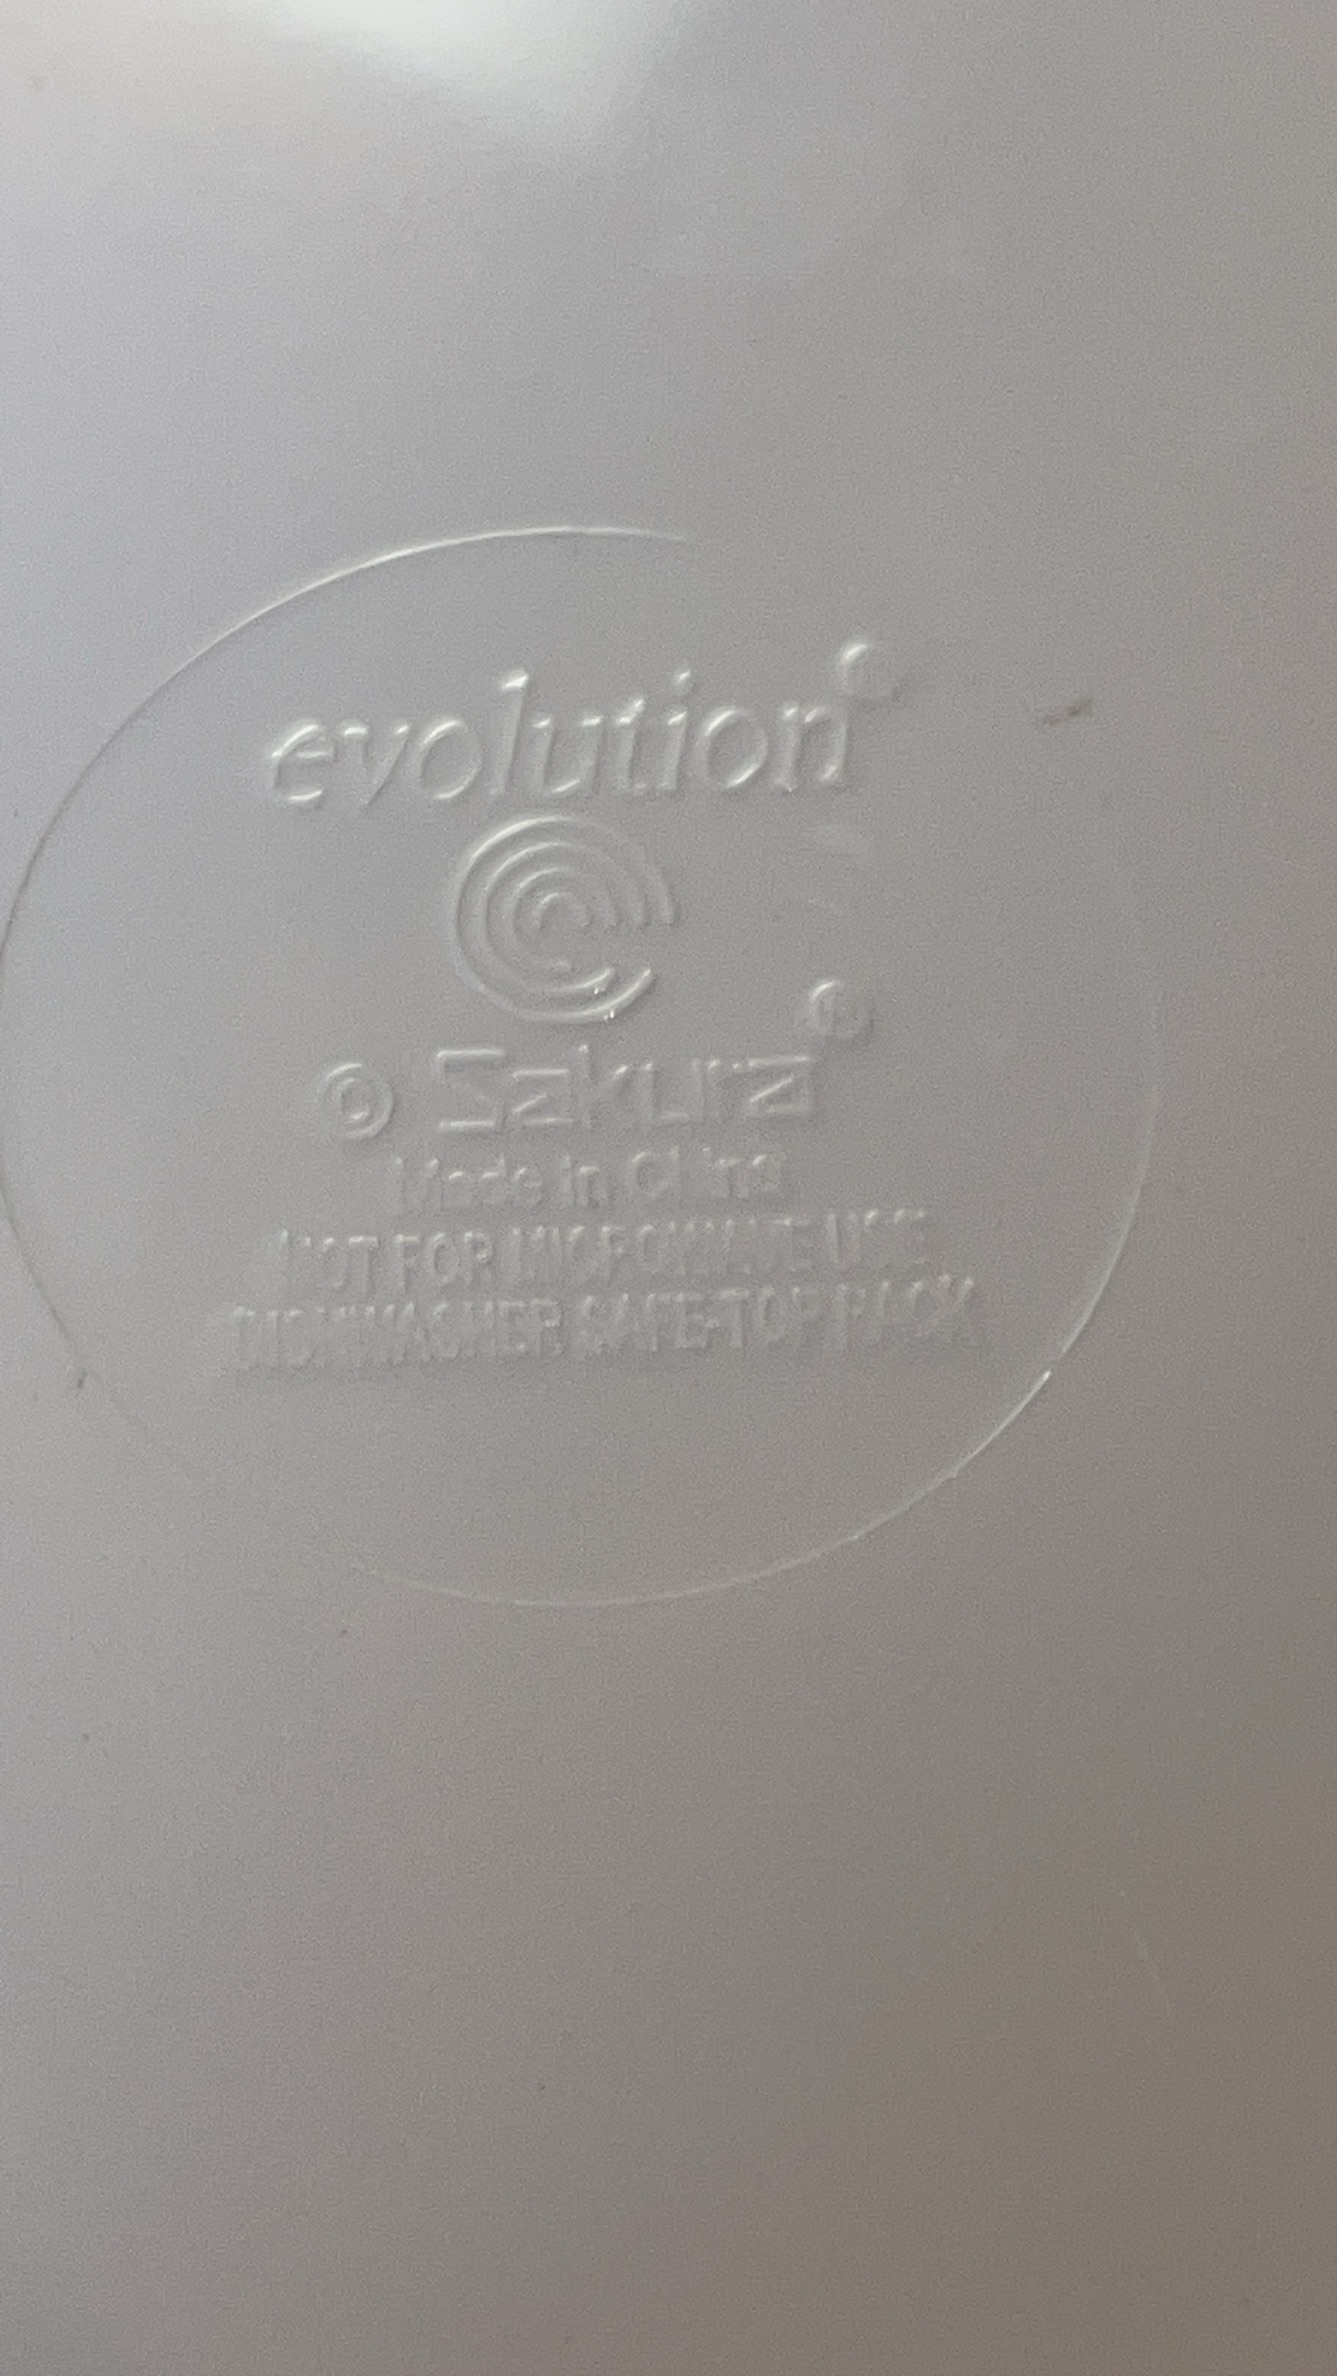 evolution®
© Sakura®
Made in China
NOT FOR MICROWAVE USE
DISHWASHER SAFE-TOP RACK